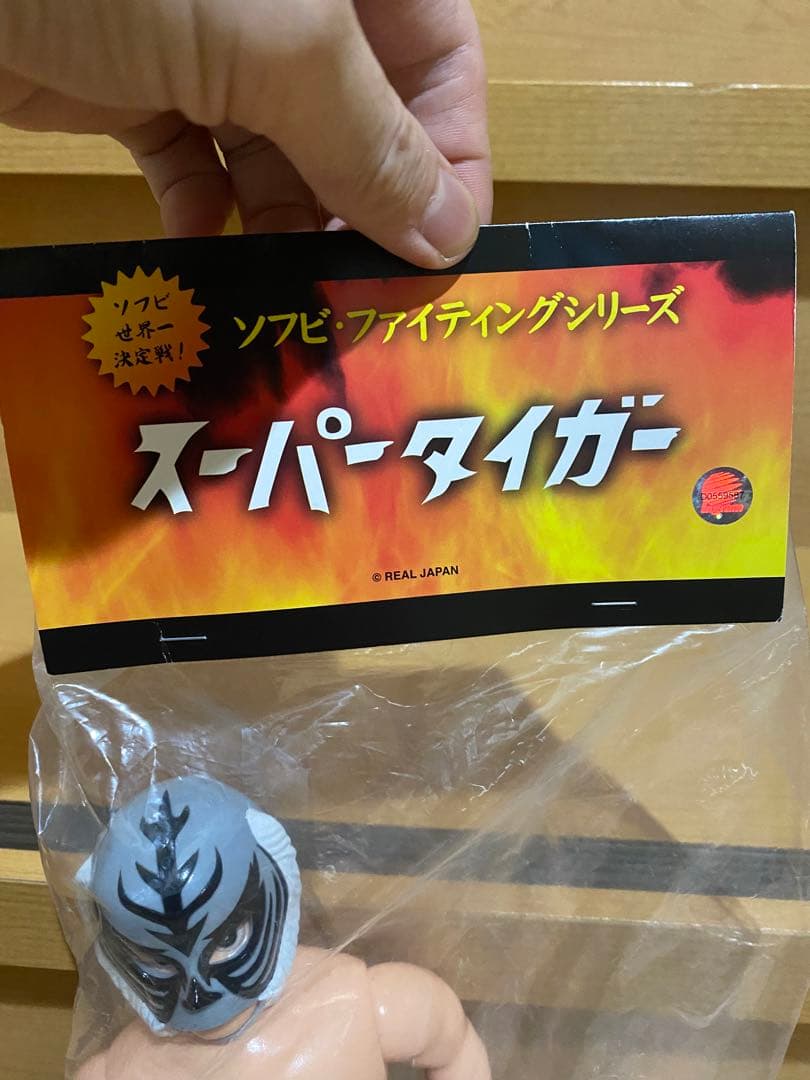 ソフビ
世界一
決定戦!
ソフビ・ファイティングシリーズ
スーパータイガー
© REAL JAPAN